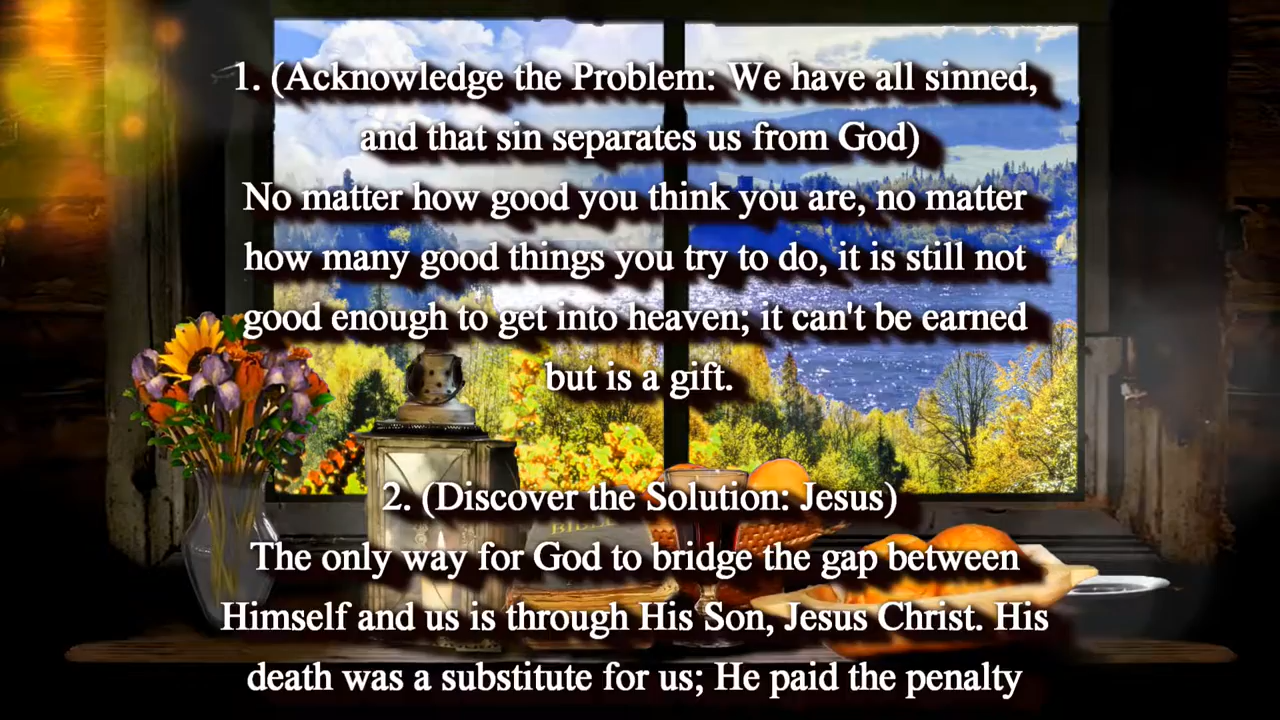 1. (Acknowledge the Problem: We have all sinned,
and that sin separates us from God)
No matter how good you think you are, no matter
how many good things you try to do, it is still not
good enough to get into heaven; it can't be earned
but is a gift.
2. (Discover the Solution: Jesus)
BIBLE
The only way for God to bridge the gap between
Himself and us is through His Son, Jesus Christ. His
death was a substitute for us; He paid the penalty